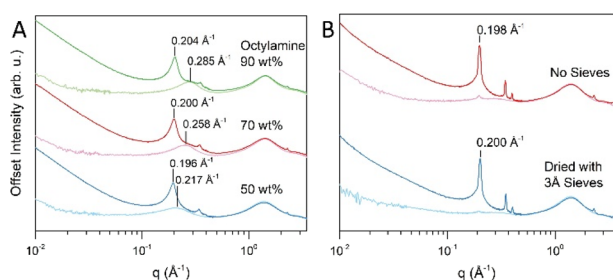 A
0.204 Å⁻¹
Octylamine
0.285 Å⁻¹
90 wt%
0.200 Å⁻¹
0.258 Å⁻¹
70 wt%
0.196 Å⁻¹
0.217 Å⁻¹
50 wt%
Offset Intensity (arb. u.)
10⁻² 10⁻¹ 10⁰
q (Å⁻¹)
B
0.198 Å⁻¹
No Sieves
0.200 Å⁻¹
Dried with
3Å Sieves
10⁻² 10⁻¹ 10⁰
q (Å⁻¹)